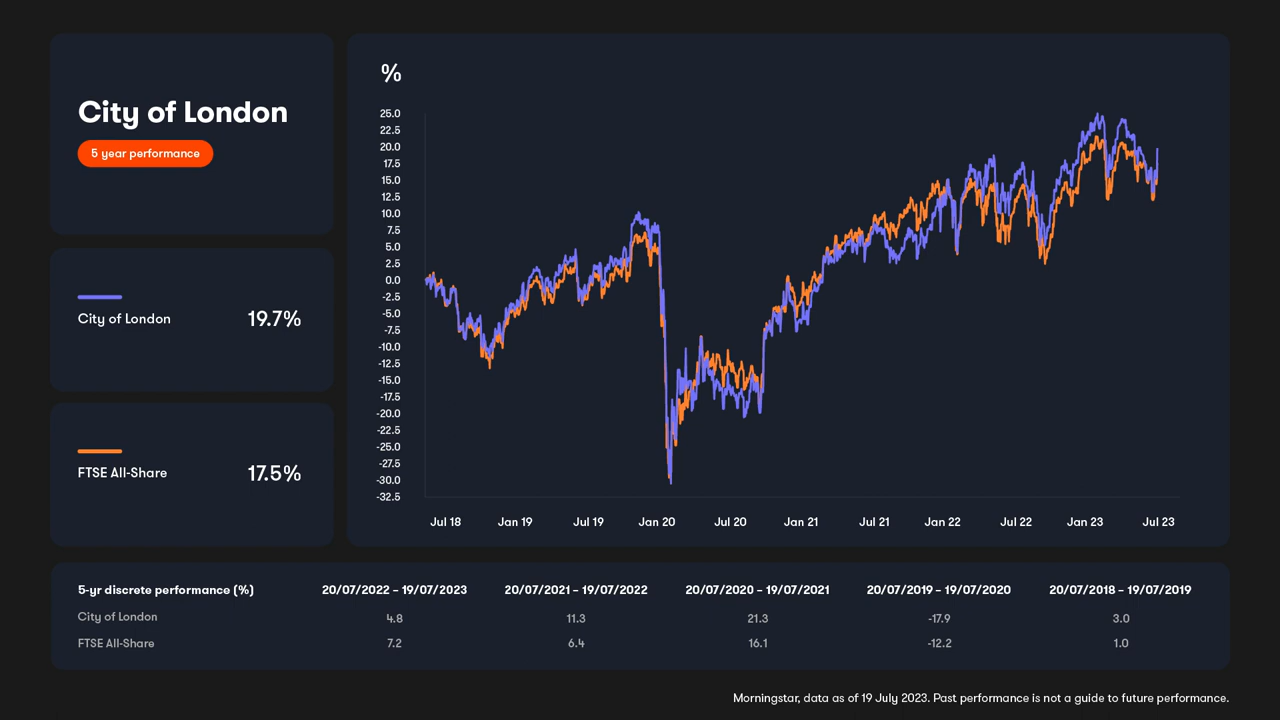 City of London
5 year performance
City of London 19.7%
FTSE All-Share 17.5%
%
25.0
22.5
20.0
17.5
15.0
12.5
10.0
7.5
5.0
2.5
0.0
-2.5
-5.0
-7.5
-10.0
-12.5
-15.0
-17.5
-20.0
-22.5
-25.0
-27.5
-30.0
-32.5
Jul 18 Jan 19 Jul 19 Jan 20 Jul 20 Jan 21 Jul 21 Jan 22 Jul 22 Jan 23 Jul 23
5-yr discrete performance (%) 20/07/2022 – 19/07/2023 20/07/2021 – 19/07/2022 20/07/2020 – 19/07/2021 20/07/2019 – 19/07/2020 20/07/2018 – 19/07/2019
City of London 4.8 11.3 21.3 -17.9 3.0
FTSE All-Share 7.2 6.4 16.1 -12.2 1.0
Morningstar, data as of 19 July 2023. Past performance is not a guide to future performance.